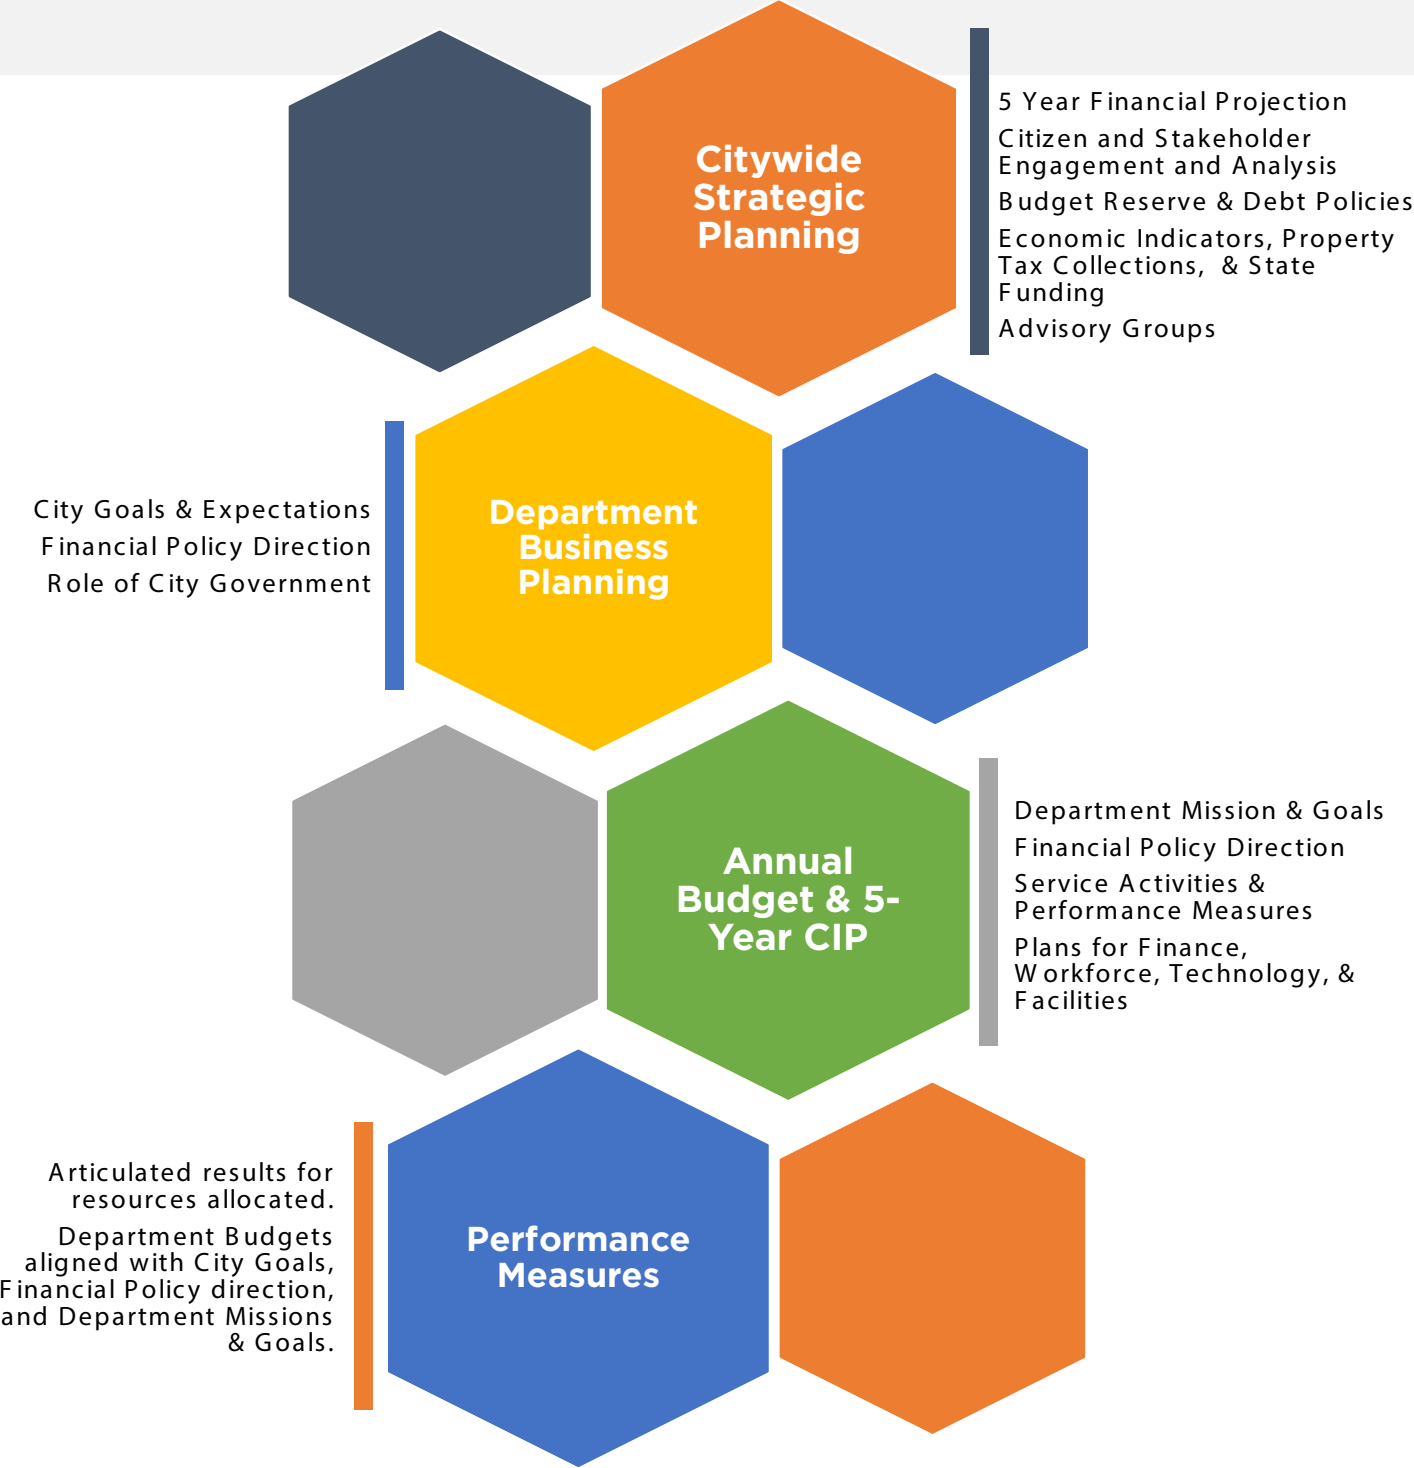 Citywide
Strategic
Planning
5 Year Financial Projection
Citizen and Stakeholder
Engagement and Analysis
Budget Reserve & Debt Policies
Economic Indicators, Property
Tax Collections, & State
Funding
Advisory Groups
City Goals & Expectations
Financial Policy Direction
Role of City Government
Department
Business
Planning
Annual
Budget & 5-
Year CIP
Department Mission & Goals
Financial Policy Direction
Service Activities &
Performance Measures
Plans for Finance,
Workforce, Technology, &
Facilities
Articulated results for
resources allocated.
Department Budgets
aligned with City Goals,
Financial Policy direction,
and Department Missions
& Goals.
Performance
Measures